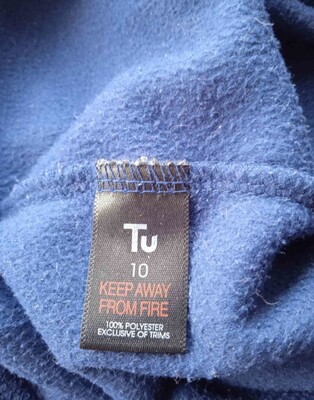 Tu
10
KEEP AWAY
FROM FIRE
100% POLYESTER
EXCLUSIVE OF TRIMS